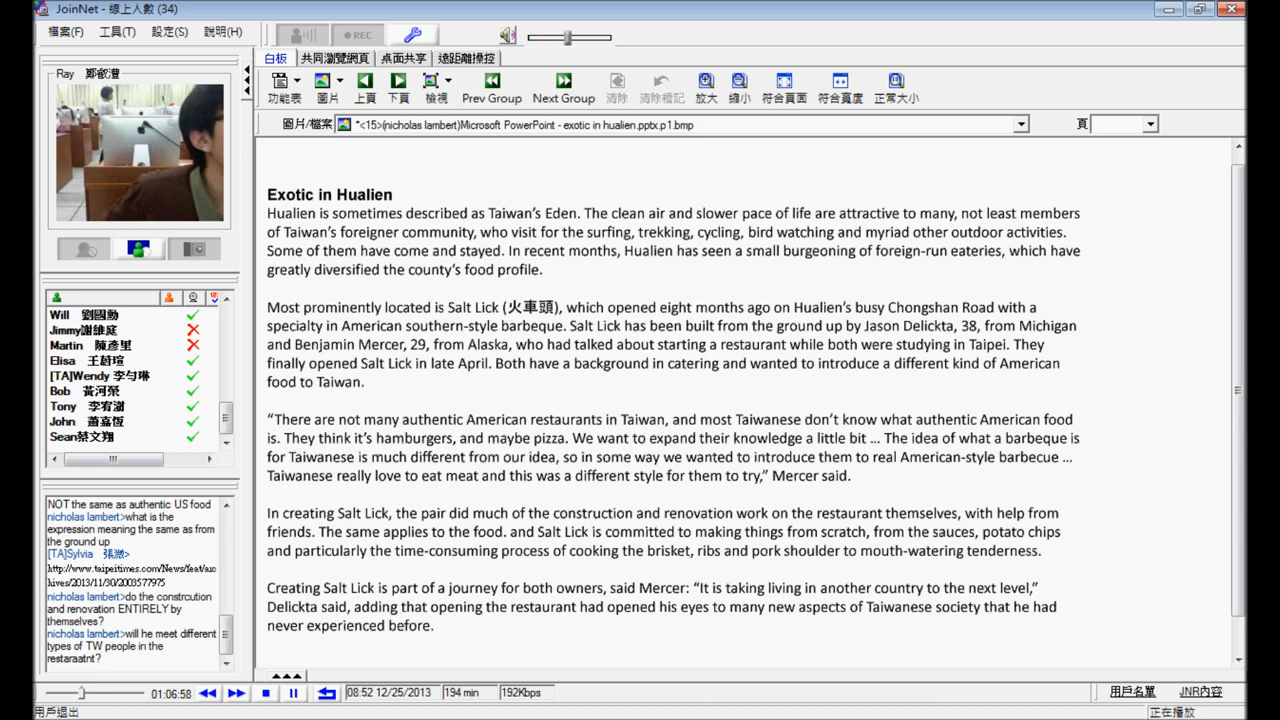 JoinNet - 線上人數 (34)
檔案(F) 工具(T) 設定(S) 說明(H)
REC
Ray 鄭叡澧
白板 共同瀏覽網頁 桌面共享 遠距離操控
功能表 圖片 上頁 下頁 檢視 Prev Group Next Group 清除 清除標記 放大 縮小 符合頁面 符合寬度 正常大小
圖片/檔案 *<15>(nicholas lambert)Microsoft PowerPoint - exotic in hualien.pptx.p1.bmp 頁
Will 劉國勳
Jimmy謝維庭
Martin 陳彥里
Elisa 王蔚瑄
[TA]Wendy 李勻琳
Bob 黃河榮
Tony 李宥澍
John 蕭嘉恆
Sean蔡文翔
NOT the same as authentic US food
nicholas lambert>what is the
expression meaning the same as from
the ground up
[TA]Sylvia 張溦>
http://www.taipeitimes.com/News/feat/arc
hives/2013/11/30/2003577975
nicholas lambert>do the constrcution
and renovation ENTIRELY by
themselves?
nicholas lambert>will he meet different
types of TW people in the
restaraatnt?
Exotic in Hualien
Hualien is sometimes described as Taiwan's Eden. The clean air and slower pace of life are attractive to many, not least members
of Taiwan's foreigner community, who visit for the surfing, trekking, cycling, bird watching and myriad other outdoor activities.
Some of them have come and stayed. In recent months, Hualien has seen a small burgeoning of foreign-run eateries, which have
greatly diversified the county's food profile.
Most prominently located is Salt Lick (火車頭), which opened eight months ago on Hualien's busy Chongshan Road with a
specialty in American southern-style barbeque. Salt Lick has been built from the ground up by Jason Delickta, 38, from Michigan
and Benjamin Mercer, 29, from Alaska, who had talked about starting a restaurant while both were studying in Taipei. They
finally opened Salt Lick in late April. Both have a background in catering and wanted to introduce a different kind of American
food to Taiwan.
“There are not many authentic American restaurants in Taiwan, and most Taiwanese don't know what authentic American food
is. They think it's hamburgers, and maybe pizza. We want to expand their knowledge a little bit … The idea of what a barbeque is
for Taiwanese is much different from our idea, so in some way we wanted to introduce them to real American-style barbecue …
Taiwanese really love to eat meat and this was a different style for them to try,” Mercer said.
In creating Salt Lick, the pair did much of the construction and renovation work on the restaurant themselves, with help from
friends. The same applies to the food. and Salt Lick is committed to making things from scratch, from the sauces, potato chips
and particularly the time-consuming process of cooking the brisket, ribs and pork shoulder to mouth-watering tenderness.
Creating Salt Lick is part of a journey for both owners, said Mercer: “It is taking living in another country to the next level,”
Delickta said, adding that opening the restaurant had opened his eyes to many new aspects of Taiwanese society that he had
never experienced before.
01:06:58 08:52 12/25/2013 194 min 192Kbps 用戶名單 JNR內容
用戶退出 正在播放